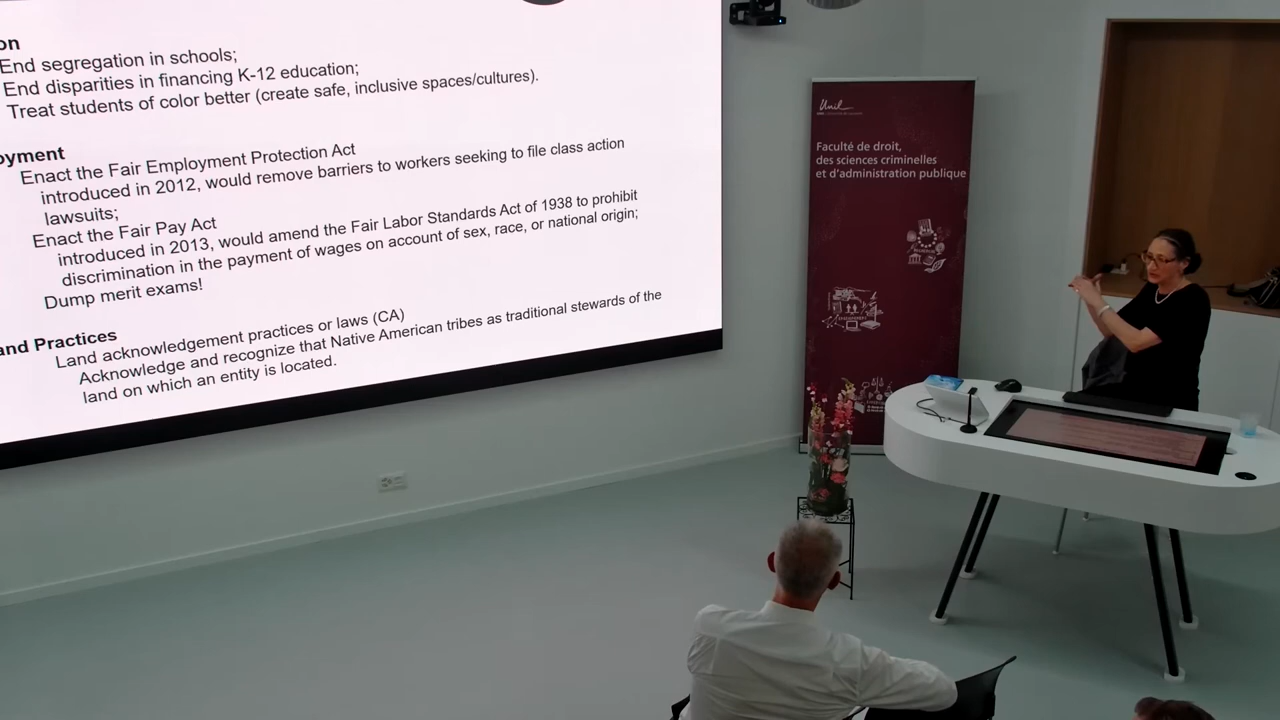 on
End segregation in schools;
End disparities in financing K-12 education;
Treat students of color better (create safe, inclusive spaces/cultures).
oyment
Enact the Fair Employment Protection Act
introduced in 2012, would remove barriers to workers seeking to file class action
lawsuits;
Enact the Fair Pay Act
introduced in 2013, would amend the Fair Labor Standards Act of 1938 to prohibit
discrimination in the payment of wages on account of sex, race, or national origin;
Dump merit exams!
and Practices
Land acknowledgement practices or laws (CA)
Acknowledge and recognize that Native American tribes as traditional stewards of the
land on which an entity is located.
Unil
Faculté de droit,
des sciences criminelles
et d'administration publique